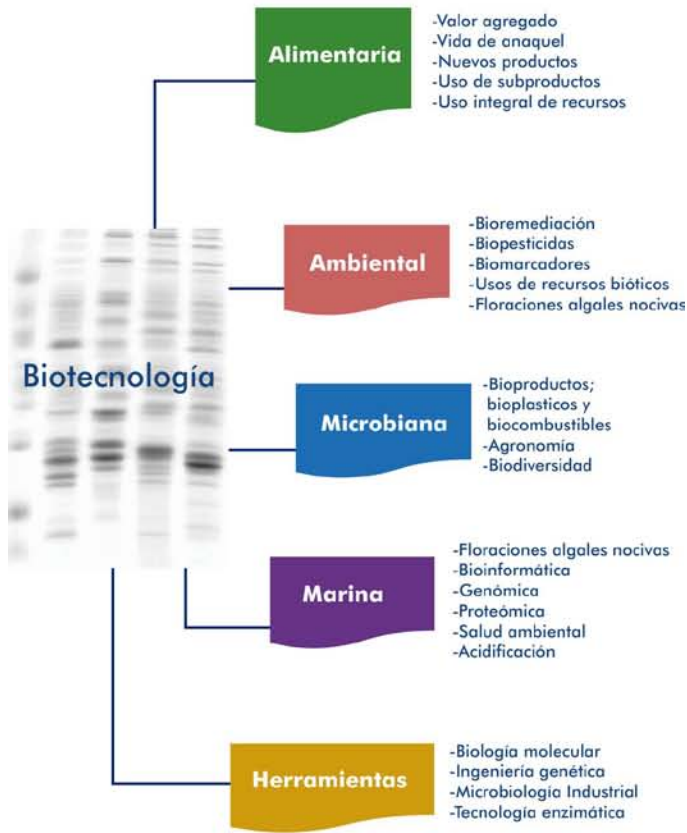 Alimentaria
-Valor agregado
-Vida de anaquel
-Nuevos productos
-Uso de subproductos
-Uso integral de recursos
Ambiental
-Bioremediación
-Biopesticidas
-Biomarcadores
-Usos de recursos bióticos
-Floraciones algales nocivas
Biotecnología
Microbiana
-Bioproductos;
bioplasticos y
biocombustibles
-Agronomía
-Biodiversidad
Marina
-Floraciones algales nocivas
-Bioinformática
-Genómica
-Proteómica
-Salud ambiental
-Acidificación
Herramientas
-Biología molecular
-Ingeniería genética
-Microbiología Industrial
-Tecnología enzimática